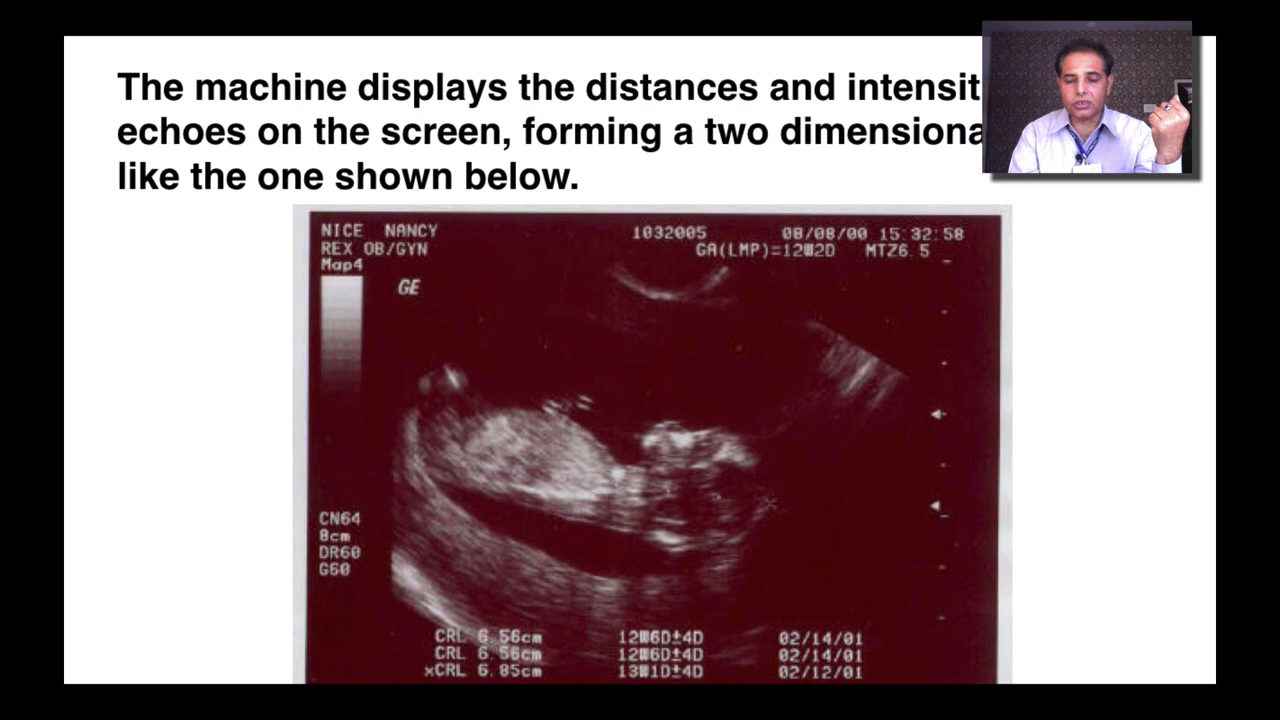 The machine displays the distances and
echoes on the screen, forming a two
like the one shown below.
NICE NANCY 1032005 08/08/00 15:32:58
REX OB/GYN GA(LMP)=12W2D MTZ6.5
Map4
GE
CN64
8cm
DR60
G60
CRL 6.56cm 12W6D±4D 02/14/01
CRL 6.56cm 12W6D±4D 02/14/01
xCRL 6.85cm 13W1D±4D 02/12/01